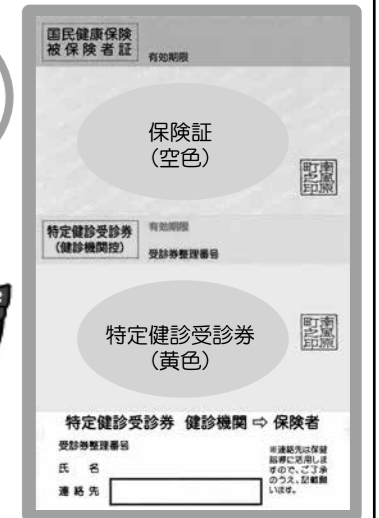 国民健康保険
被保険者証
有効期限
保険証
（空色）
南風原
町之印
特定健診受診券
（健診機関控）
有効期限
受診券整理番号
特定健診受診券
（黄色）
南風原
町之印
特定健診受診券 健診機関 ⇨ 保険者
受診券整理番号
氏 名
連絡先
※連絡先は保健
指導に活用しま
すので、ご了承
のうえ、記載願
います。